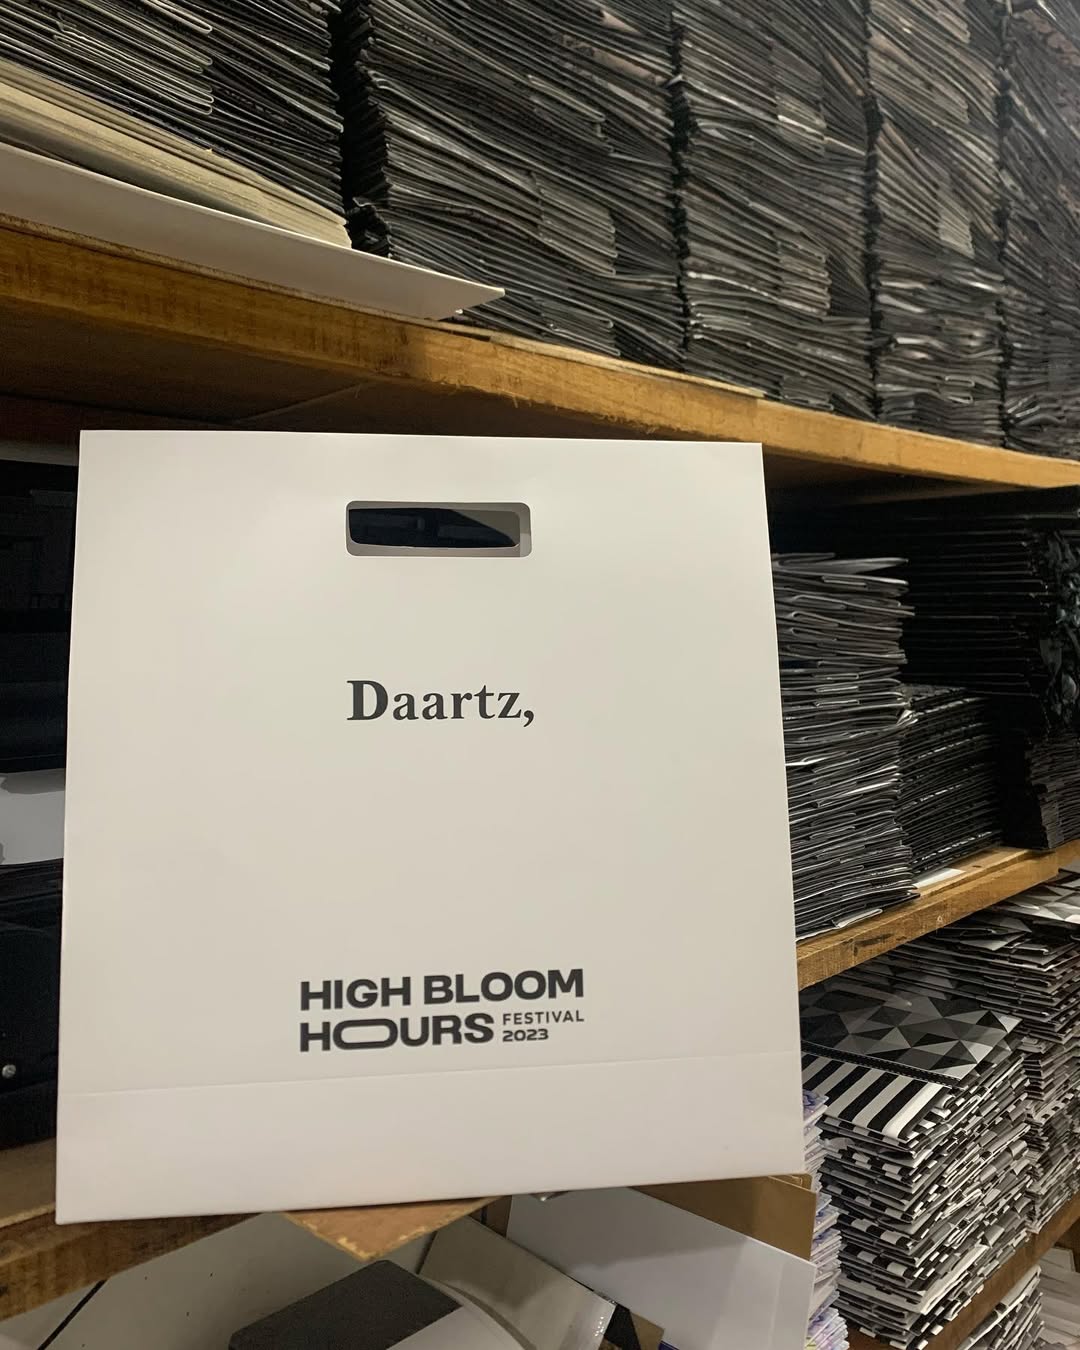 Daartz,
HIGH BLOOM
HOURS FESTIVAL
2023